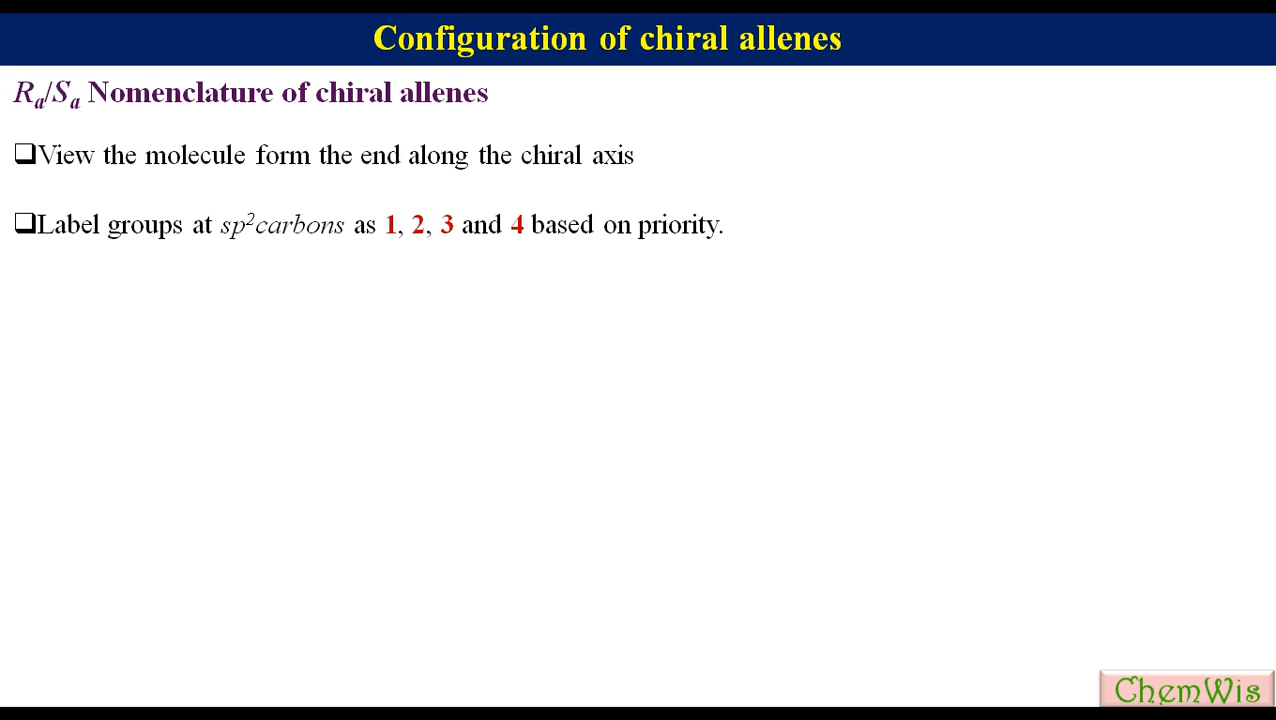 Configuration of chiral allenes
Ra/Sa Nomenclature of chiral allenes
❑View the molecule form the end along the chiral axis
❑Label groups at sp²carbons as 1, 2, 3 and 4 based on priority.
ChemWis